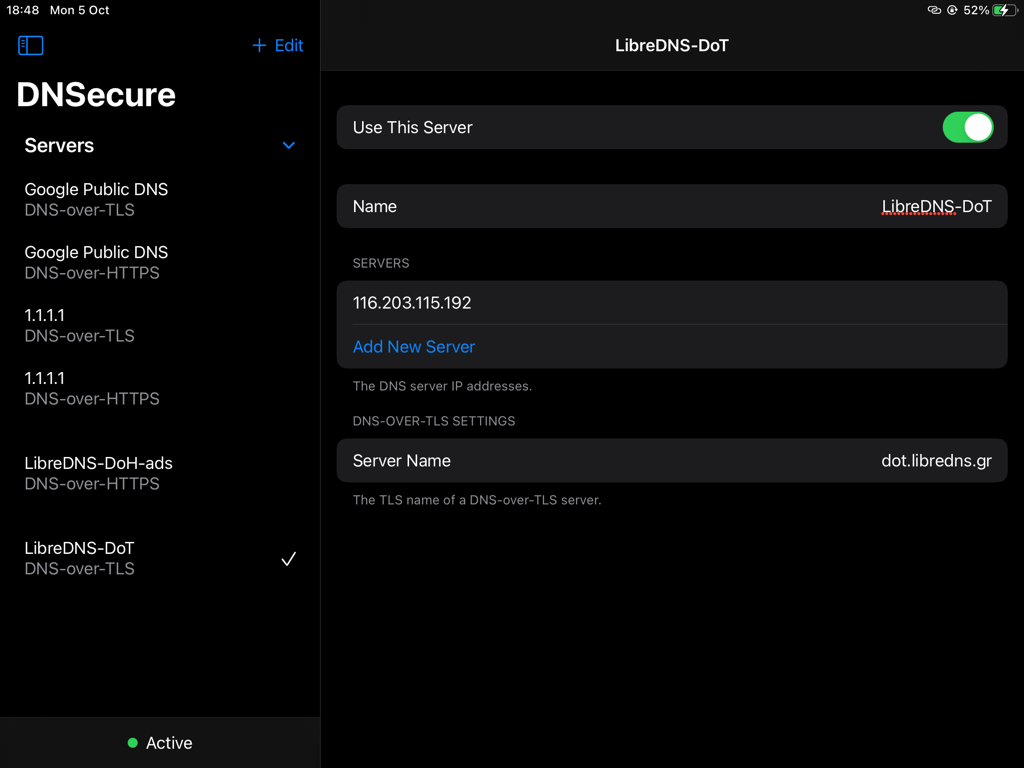 18:48 Mon 5 Oct
52%
+ Edit
DNSecure
Servers
Google Public DNS
DNS-over-TLS
Google Public DNS
DNS-over-HTTPS
1.1.1.1
DNS-over-TLS
1.1.1.1
DNS-over-HTTPS
LibreDNS-DoH-ads
DNS-over-HTTPS
LibreDNS-DoT
DNS-over-TLS
Active
LibreDNS-DoT
Use This Server
Name LibreDNS-DoT
SERVERS
116.203.115.192
Add New Server
The DNS server IP addresses.
DNS-OVER-TLS SETTINGS
Server Name dot.libredns.gr
The TLS name of a DNS-over-TLS server.